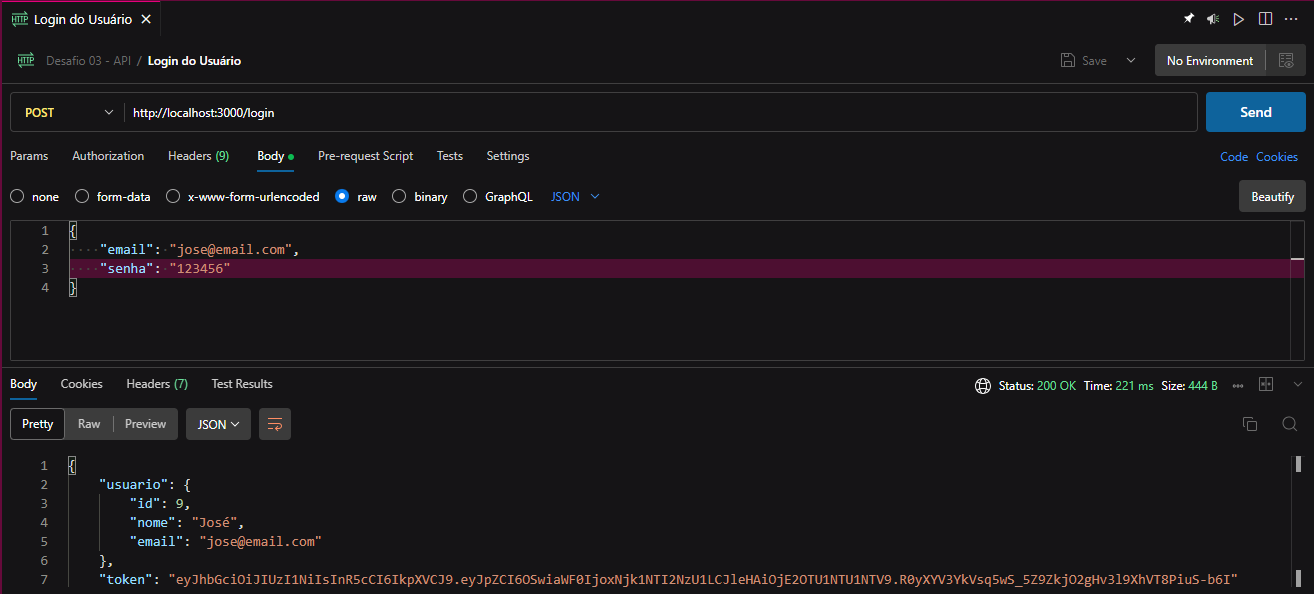 HTTP Login do Usuário
HTTP Desafio 03 - API / Login do Usuário Save No Environment
POST http://localhost:3000/login Send
Params Authorization Headers (9) Body Pre-request Script Tests Settings Code Cookies
none form-data x-www-form-urlencoded raw binary GraphQL JSON Beautify
1 {
2 "email": "jose@email.com",
3 "senha": "123456"
4 }
Body Cookies Headers (7) Test Results Status: 200 OK Time: 221 ms Size: 444 B
Pretty Raw Preview JSON
1 {
2 "usuario": {
3 "id": 9,
4 "nome": "José",
5 "email": "jose@email.com"
6 },
7 "token": "eyJhbGciOiJIUzI1NiIsInR5cCI6IkpXVCJ9.eyJpZCI6OSwiaWF0IjoxNjk1NTI2NzU1LCJleHAiOjE2OTU1NTU1NTV9.R0yXYV3YkVsq5wS_5Z9ZkjO2gHv3l9XhVT8PiuS-b6I"